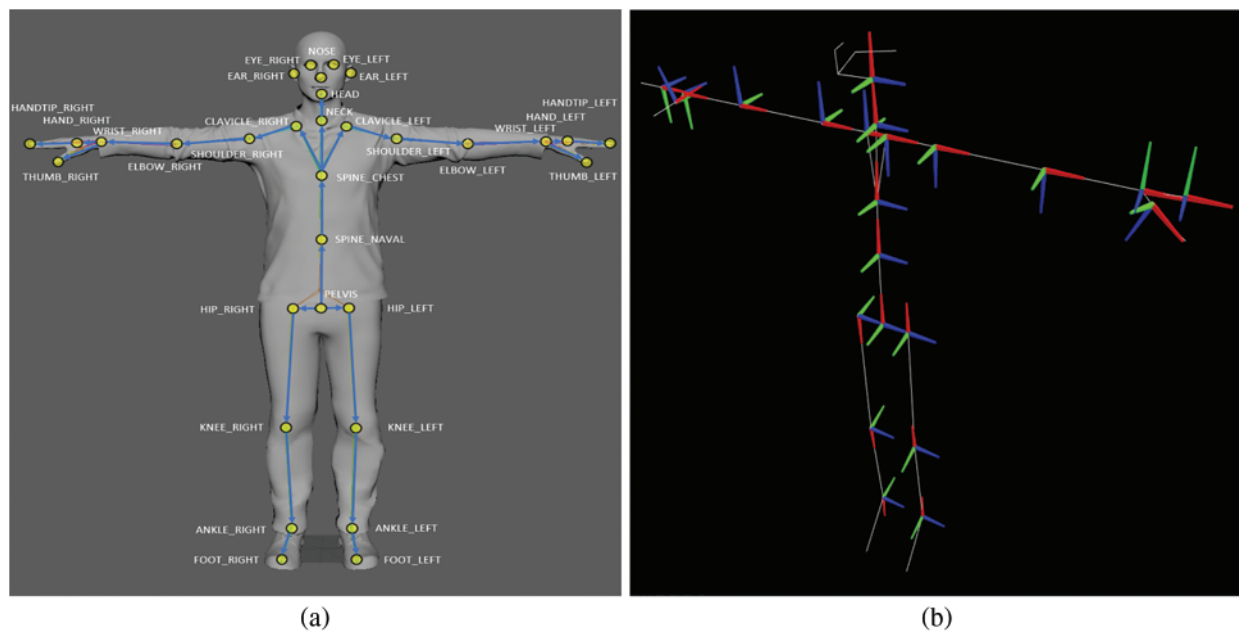 NOSE
EYE_RIGHT EYE_LEFT
EAR_RIGHT EAR_LEFT
HEAD
HANDTIP_RIGHT HANDTIP_LEFT
NECK
HAND_RIGHT CLAVICLE_RIGHT CLAVICLE_LEFT HAND_LEFT
WRIST_RIGHT WRIST_LEFT
SHOULDER_RIGHT SHOULDER_LEFT
ELBOW_RIGHT ELBOW_LEFT
THUMB_RIGHT SPINE_CHEST THUMB_LEFT
SPINE_NAVAL
PELVIS
HIP_RIGHT HIP_LEFT
KNEE_RIGHT KNEE_LEFT
ANKLE_RIGHT ANKLE_LEFT
FOOT_RIGHT FOOT_LEFT
(a) (b)